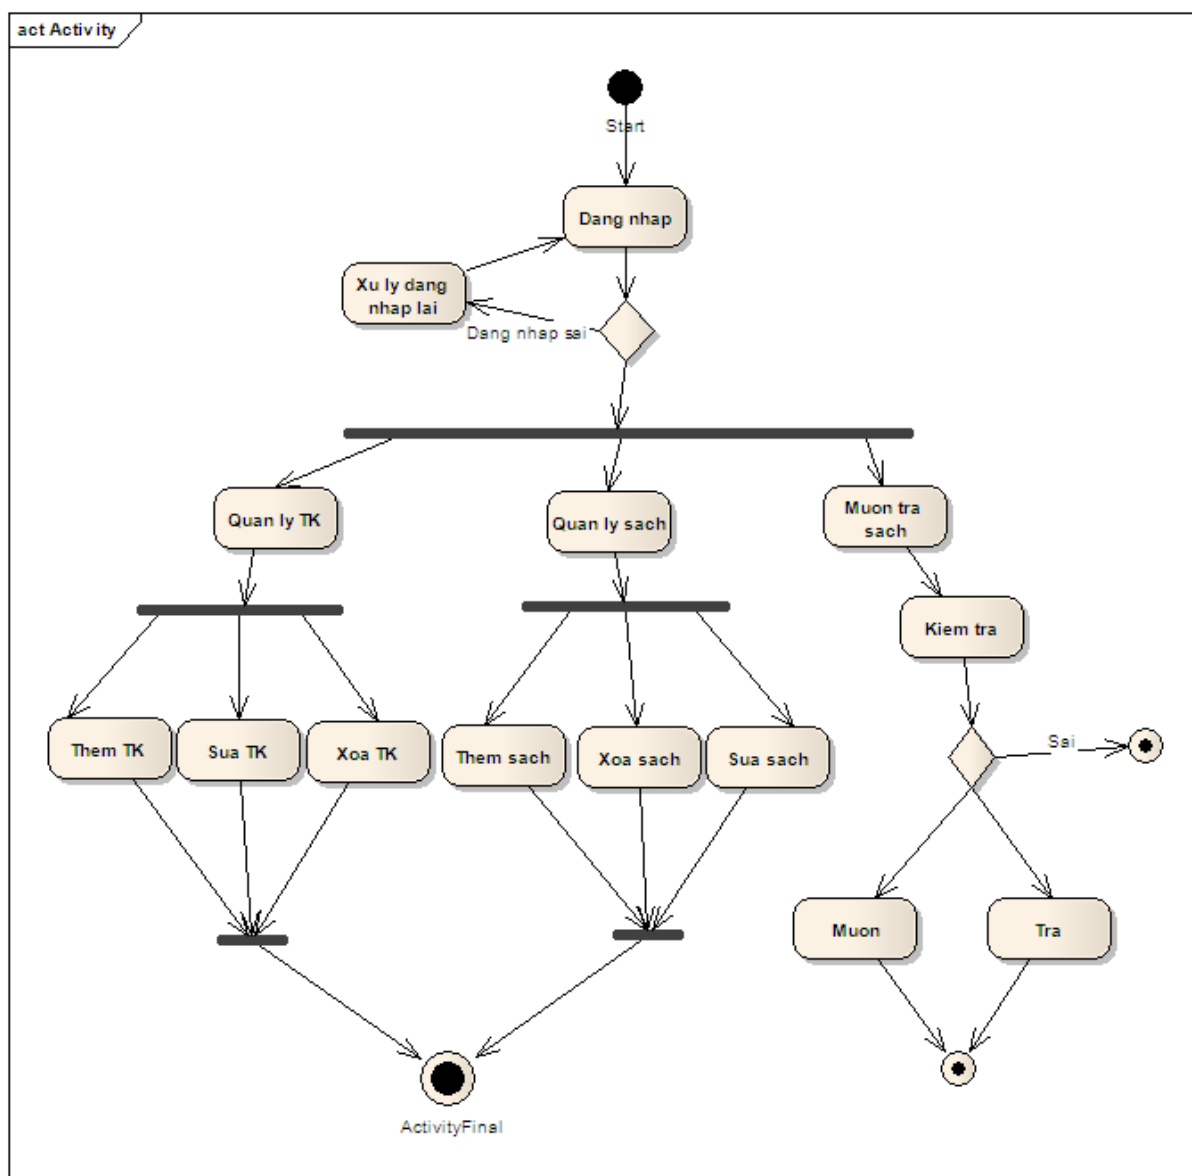 act Activity
Start
Dang nhap
Xu ly dang
nhap lai
Dang nhap sai
Quan ly TK
Quan ly sach
Muon tra
sach
Kiem tra
Them TK
Sua TK
Xoa TK
Them sach
Xoa sach
Sua sach
Sai
Muon
Tra
ActivityFinal